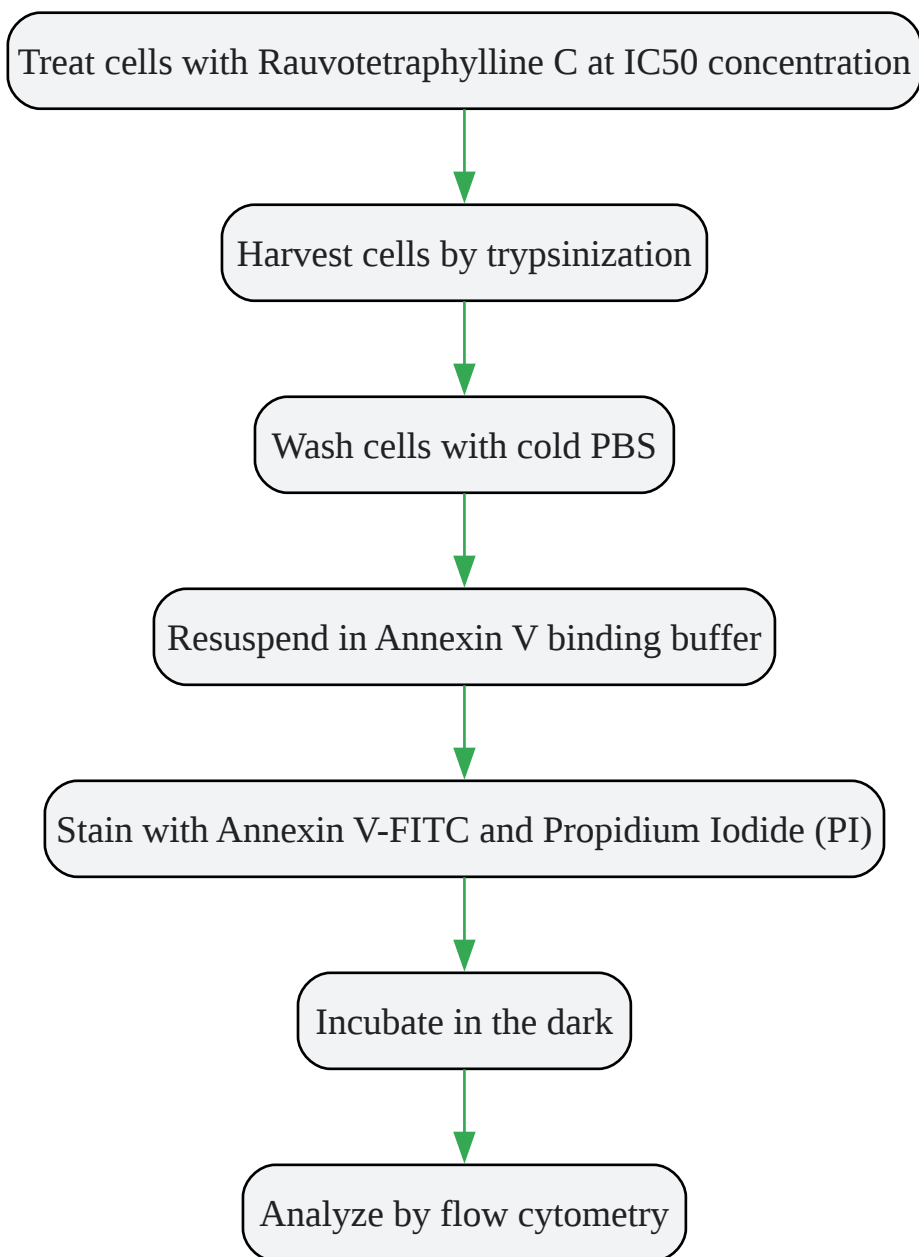 Treat cells with Rauvotetraphylline C at IC50 concentration
Harvest cells by trypsinization
Wash cells with cold PBS
Resuspend in Annexin V binding buffer
Stain with Annexin V-FITC and Propidium Iodide (PI)
Incubate in the dark
Analyze by flow cytometry